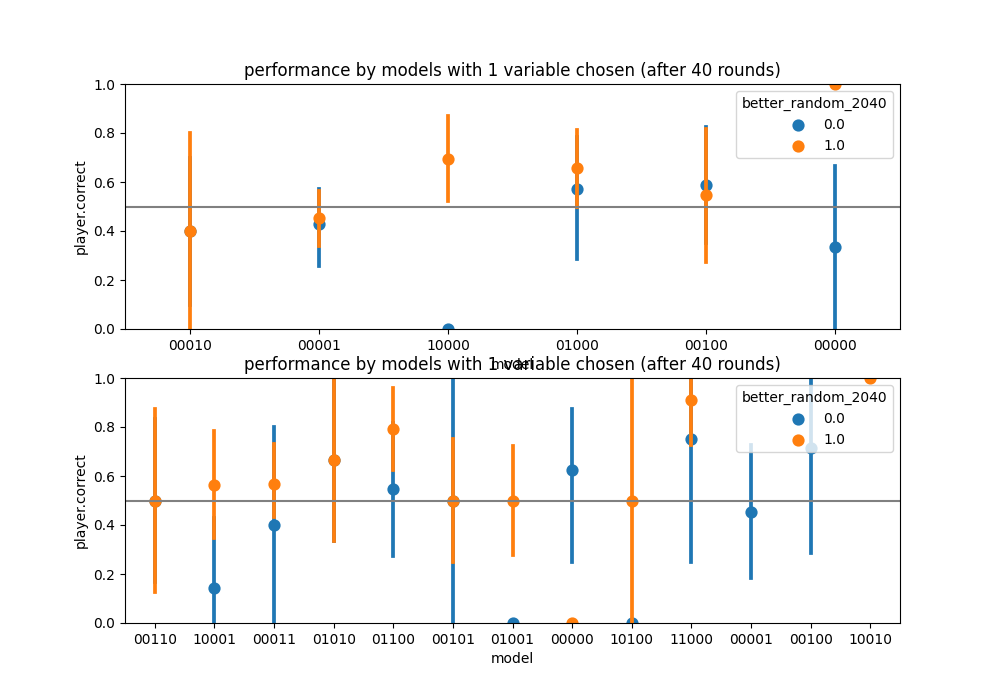 performance by models with 1 variable chosen (after 40 rounds)
player.correct
1.0
0.8
0.6
0.4
0.2
0.0
better_random_2040
0.0
1.0
00010 00001 10000 01000 00100 00000
model
performance by models with 1 variable chosen (after 40 rounds)
player.correct
1.0
0.8
0.6
0.4
0.2
0.0
better_random_2040
0.0
1.0
00110 10001 00011 01010 01100 00101 01001 00000 10100 11000 00001 00100 10010
model